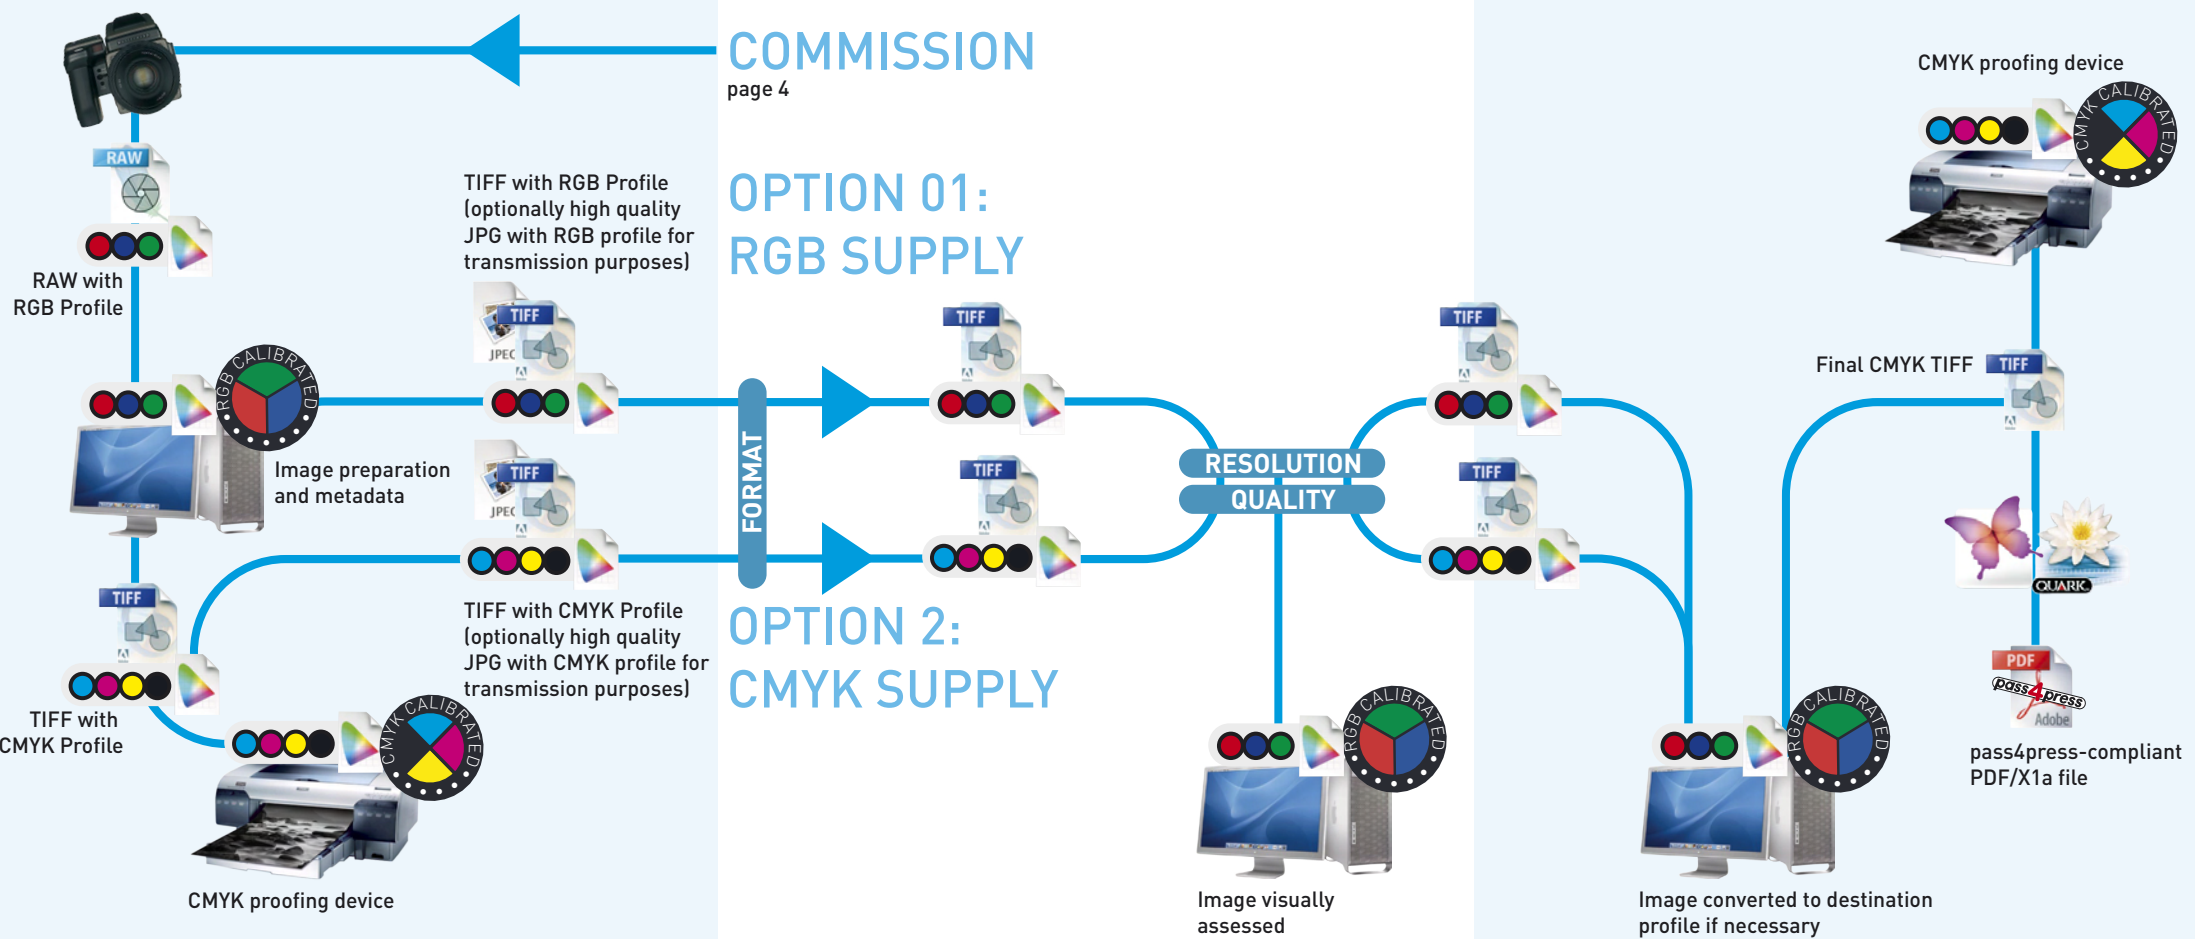 COMMISSION
page 4
CMYK proofing device
CMYK CALIBRATED
RAW
RAW with
RGB Profile
TIFF with RGB Profile
(optionally high quality
JPG with RGB profile for
transmission purposes)
OPTION 01:
RGB SUPPLY
TIFF
JPEG
TIFF
TIFF
Final CMYK TIFF
TIFF
RGB CALIBRATED
Image preparation
and metadata
FORMAT
RESOLUTION
QUALITY
TIFF
JPEG
TIFF
TIFF
QUARK
TIFF
TIFF with
CMYK Profile
TIFF with CMYK Profile
(optionally high quality
JPG with CMYK profile for
transmission purposes)
OPTION 2:
CMYK SUPPLY
PDF
pass4press
Adobe
pass4press-compliant
PDF/X1a file
CMYK CALIBRATED
CMYK proofing device
RGB CALIBRATED
Image visually
assessed
RGB CALIBRATED
Image converted to destination
profile if necessary